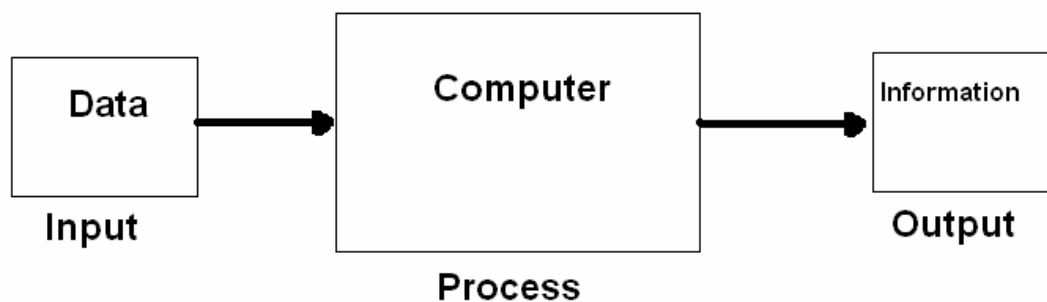 Data
Computer
Information
Input
Process
Output